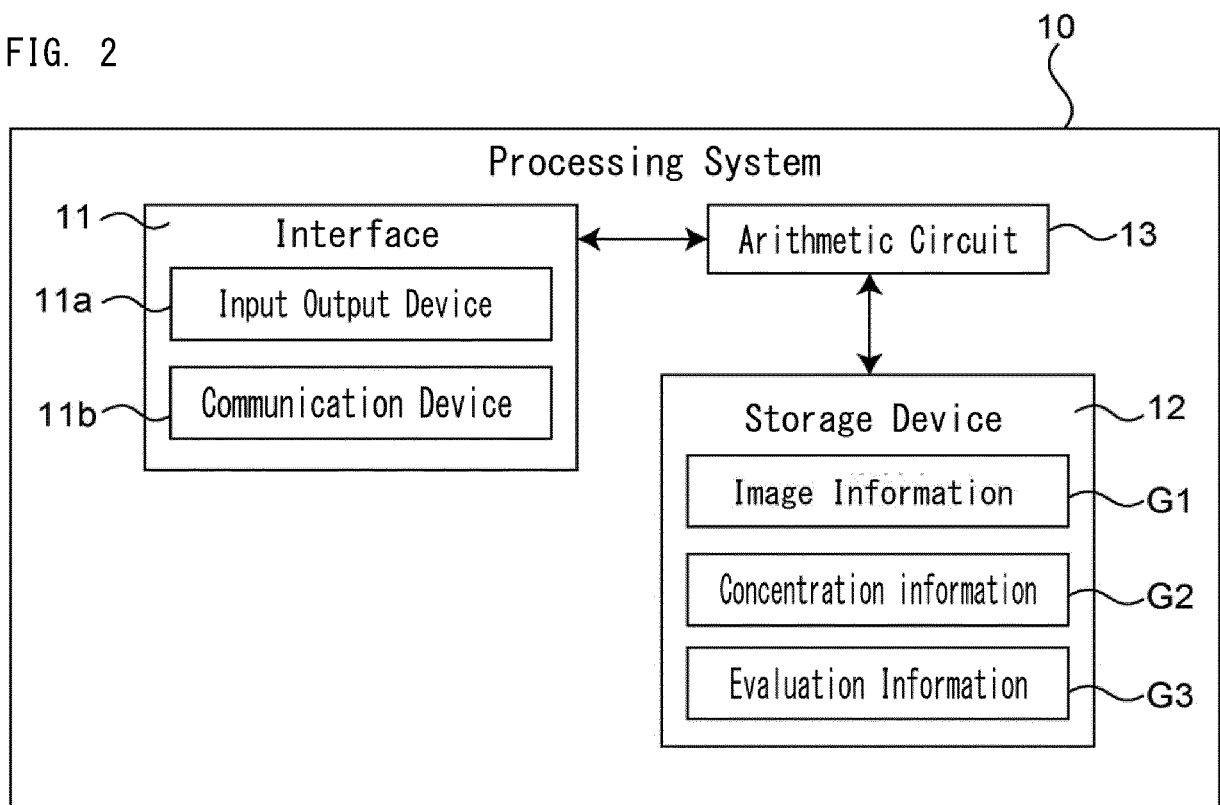 FIG. 2
10
Processing System
11
Interface
Arithmetic Circuit
13
11a
Input Output Device
11b
Communication Device
Storage Device
12
Image Information
G1
Concentration information
G2
Evaluation Information
G3